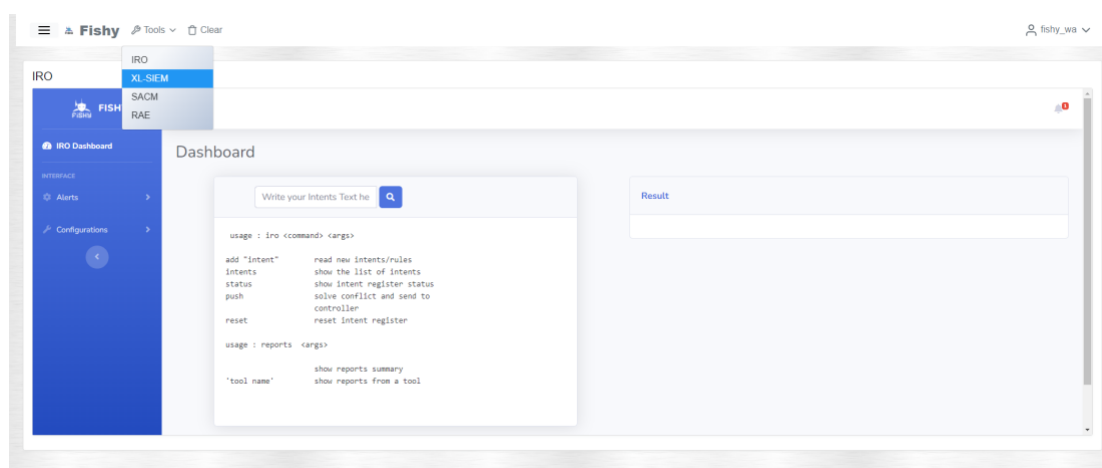 Fishy Tools Clear fishy_wa
IRO
XL-SIEM
SACM
RAE
IRO
FISHY FISH
IRO Dashboard
INTERFACE
Alerts
Configurations
1
Dashboard
Write your Intents Text he
usage : iro <command> <args>
add "intent" read new intents/rules
intents show the list of intents
status show intent register status
push solve conflict and send to
controller
reset reset intent register
usage : reports <args>
show reports summary
'tool name' show reports from a tool
Result